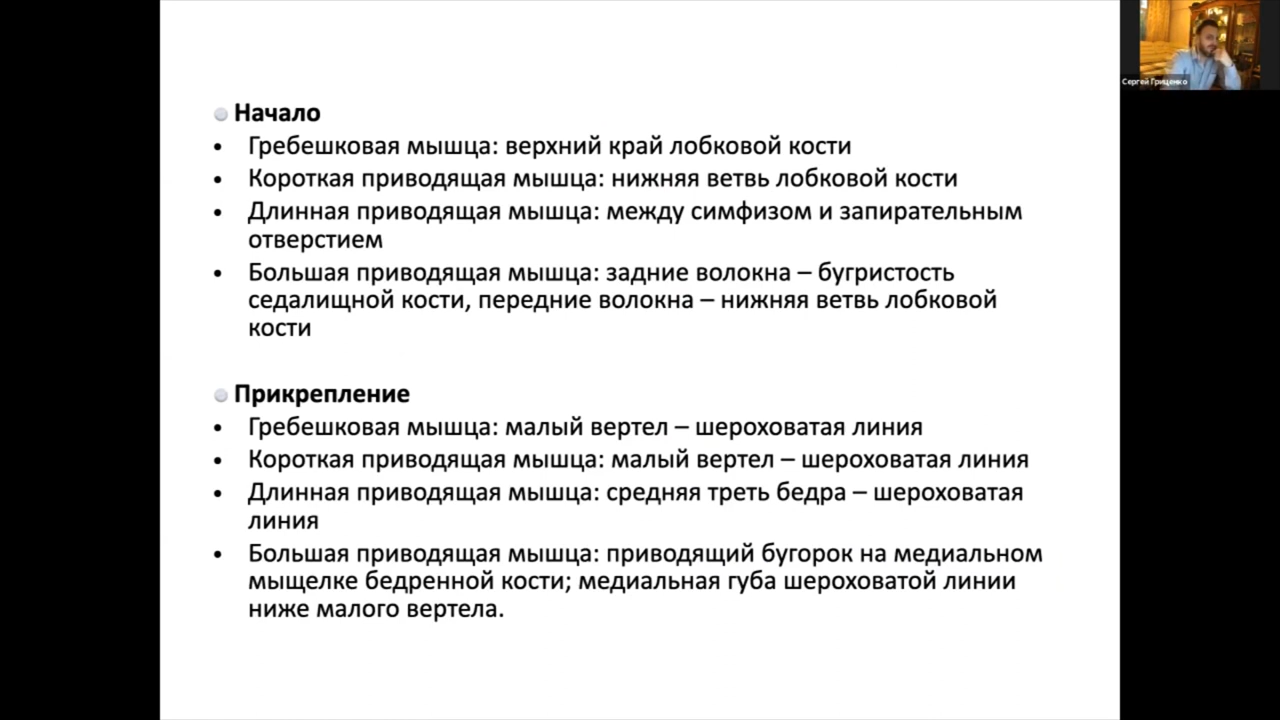 Начало
• Гребешковая мышца: верхний край лобковой кости
• Короткая приводящая мышца: нижняя ветвь лобковой кости
• Длинная приводящая мышца: между симфизом и запирательным
отверстием
• Большая приводящая мышца: задние волокна – бугристость
седалищной кости, передние волокна – нижняя ветвь лобковой
кости
Прикрепление
• Гребешковая мышца: малый вертел – шероховатая линия
• Короткая приводящая мышца: малый вертел – шероховатая линия
• Длинная приводящая мышца: средняя треть бедра – шероховатая
линия
• Большая приводящая мышца: приводящий бугорок на медиальном
мыщелке бедренной кости; медиальная губа шероховатой линии
ниже малого вертела.
Сергей Гриценко